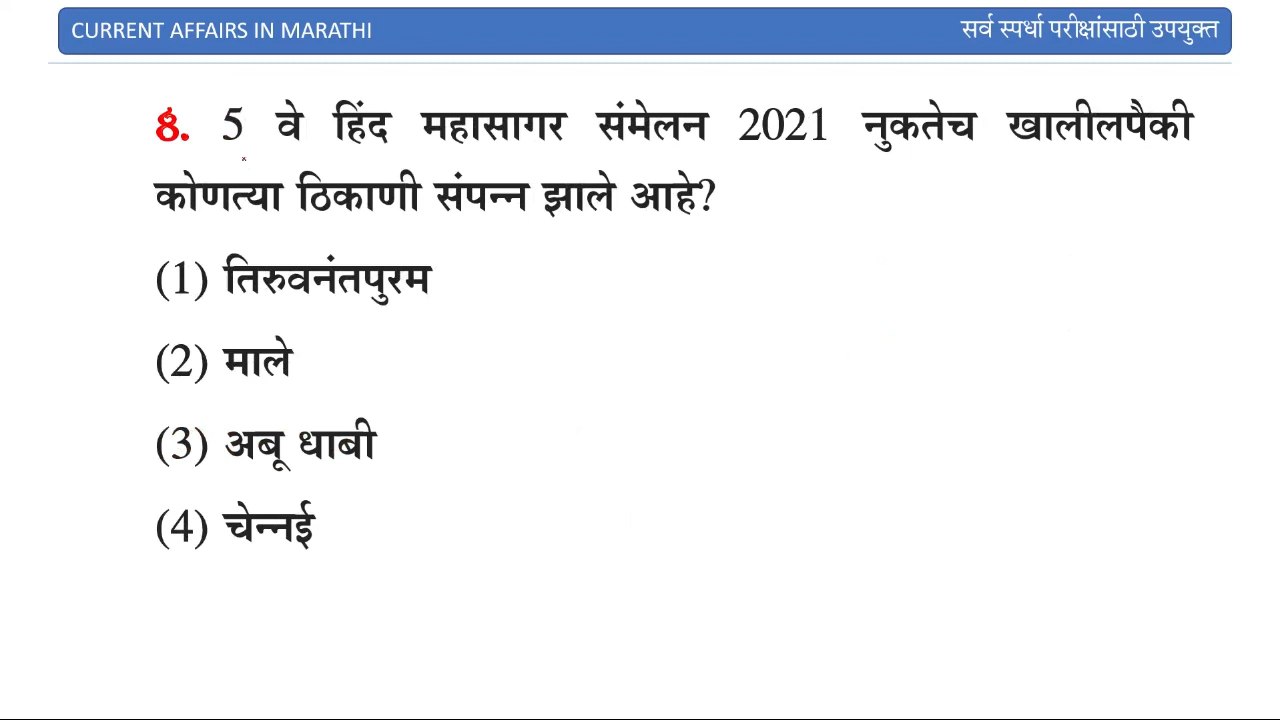 CURRENT AFFAIRS IN MARATHI
सर्व स्पर्धा परीक्षांसाठी उपयुक्त
8. 5 वे हिंद महासागर संमेलन 2021 नुकतेच खालीलपैकी
कोणत्या ठिकाणी संपन्न झाले आहे?
(1) तिरुवनंतपुरम
(2) माले
(3) अबू धाबी
(4) चेन्नई